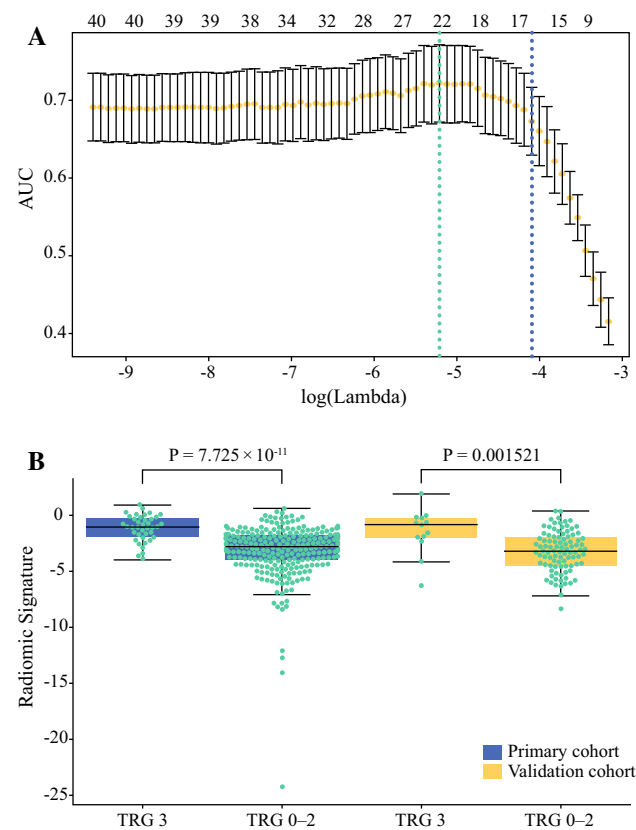 A
40 40 39 39 38 34 32 28 27 22 18 17 15 9
0.7
0.6
0.5
0.4
AUC
-9 -8 -7 -6 -5 -4 -3
log(Lambda)
B
P = 7.725 × 10-11
P = 0.001521
0
-5
-10
-15
-20
-25
Radiomic Signature
Primary cohort
Validation cohort
TRG 3 TRG 0–2 TRG 3 TRG 0–2